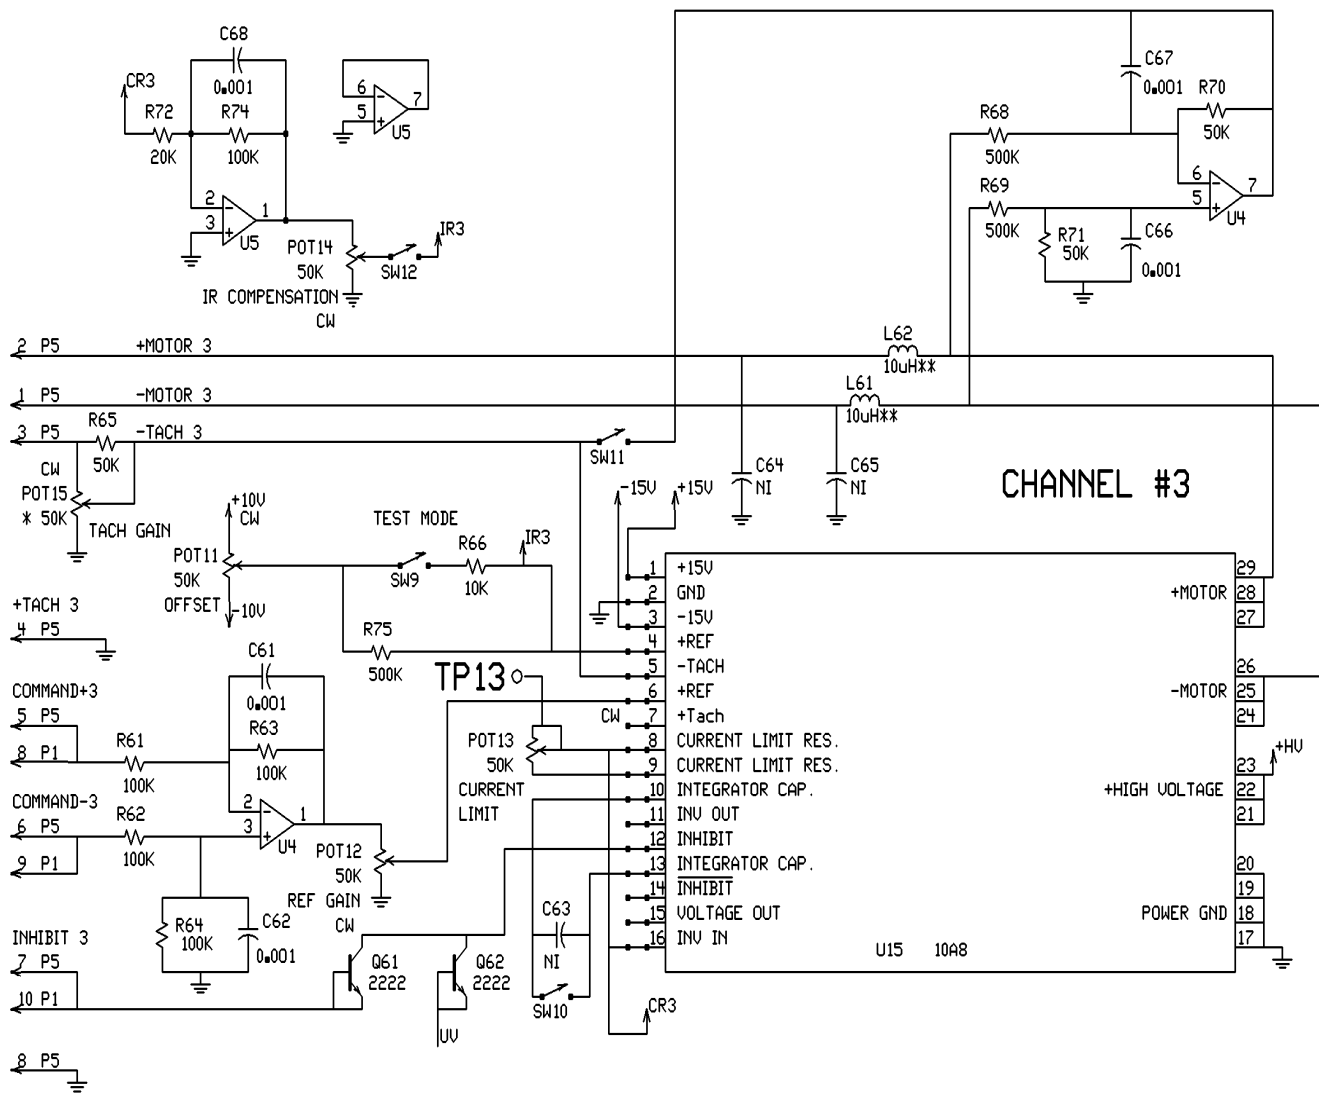 C68
0.001
CR3
R72
20K
R74
100K
2
3
1
U5
6
5
7
U5
POT14
50K
IR3
SW12
IR COMPENSATION
CW
C67
0.001
R70
50K
R68
500K
R69
500K
6
5
7
U4
R71
50K
C66
0.001
2 P5 +MOTOR 3
L62
10uH**
1 P5 -MOTOR 3
L61
10uH**
3 P5
R65
50K
-TACH 3
SW11
CW
POT15
* 50K
TACH GAIN
C64
NI
C65
NI
CHANNEL #3
-15V
+15V
+10V
CW
POT11
50K
OFFSET
-10V
TEST MODE
SW9
R66
10K
IR3
R75
500K
+TACH 3
4 P5
TP13
CW
POT13
50K
CURRENT
LIMIT
C61
0.001
R63
100K
COMMAND+3
5 P5
8 P1
R61
100K
COMMAND-3
6 P5
9 P1
R62
100K
2
3
1
U4
POT12
50K
REF GAIN
CW
R64
100K
C62
0.001
INHIBIT 3
7 P5
10 P1
8 P5
Q61
2222
Q62
2222
UV
C63
NI
SW10
CR3
1 +15V
2 GND
3 -15V
4 +REF
5 -TACH
6 +REF
7 +Tach
8 CURRENT LIMIT RES.
9 CURRENT LIMIT RES.
10 INTEGRATOR CAP.
11 INV OUT
12 INHIBIT
13 INTEGRATOR CAP.
14 INHIBIT
15 VOLTAGE OUT
16 INV IN
U15 10A8
29
+MOTOR 28
27
26
-MOTOR 25
24
+HV
23
+HIGH VOLTAGE 22
21
20
19
POWER GND 18
17